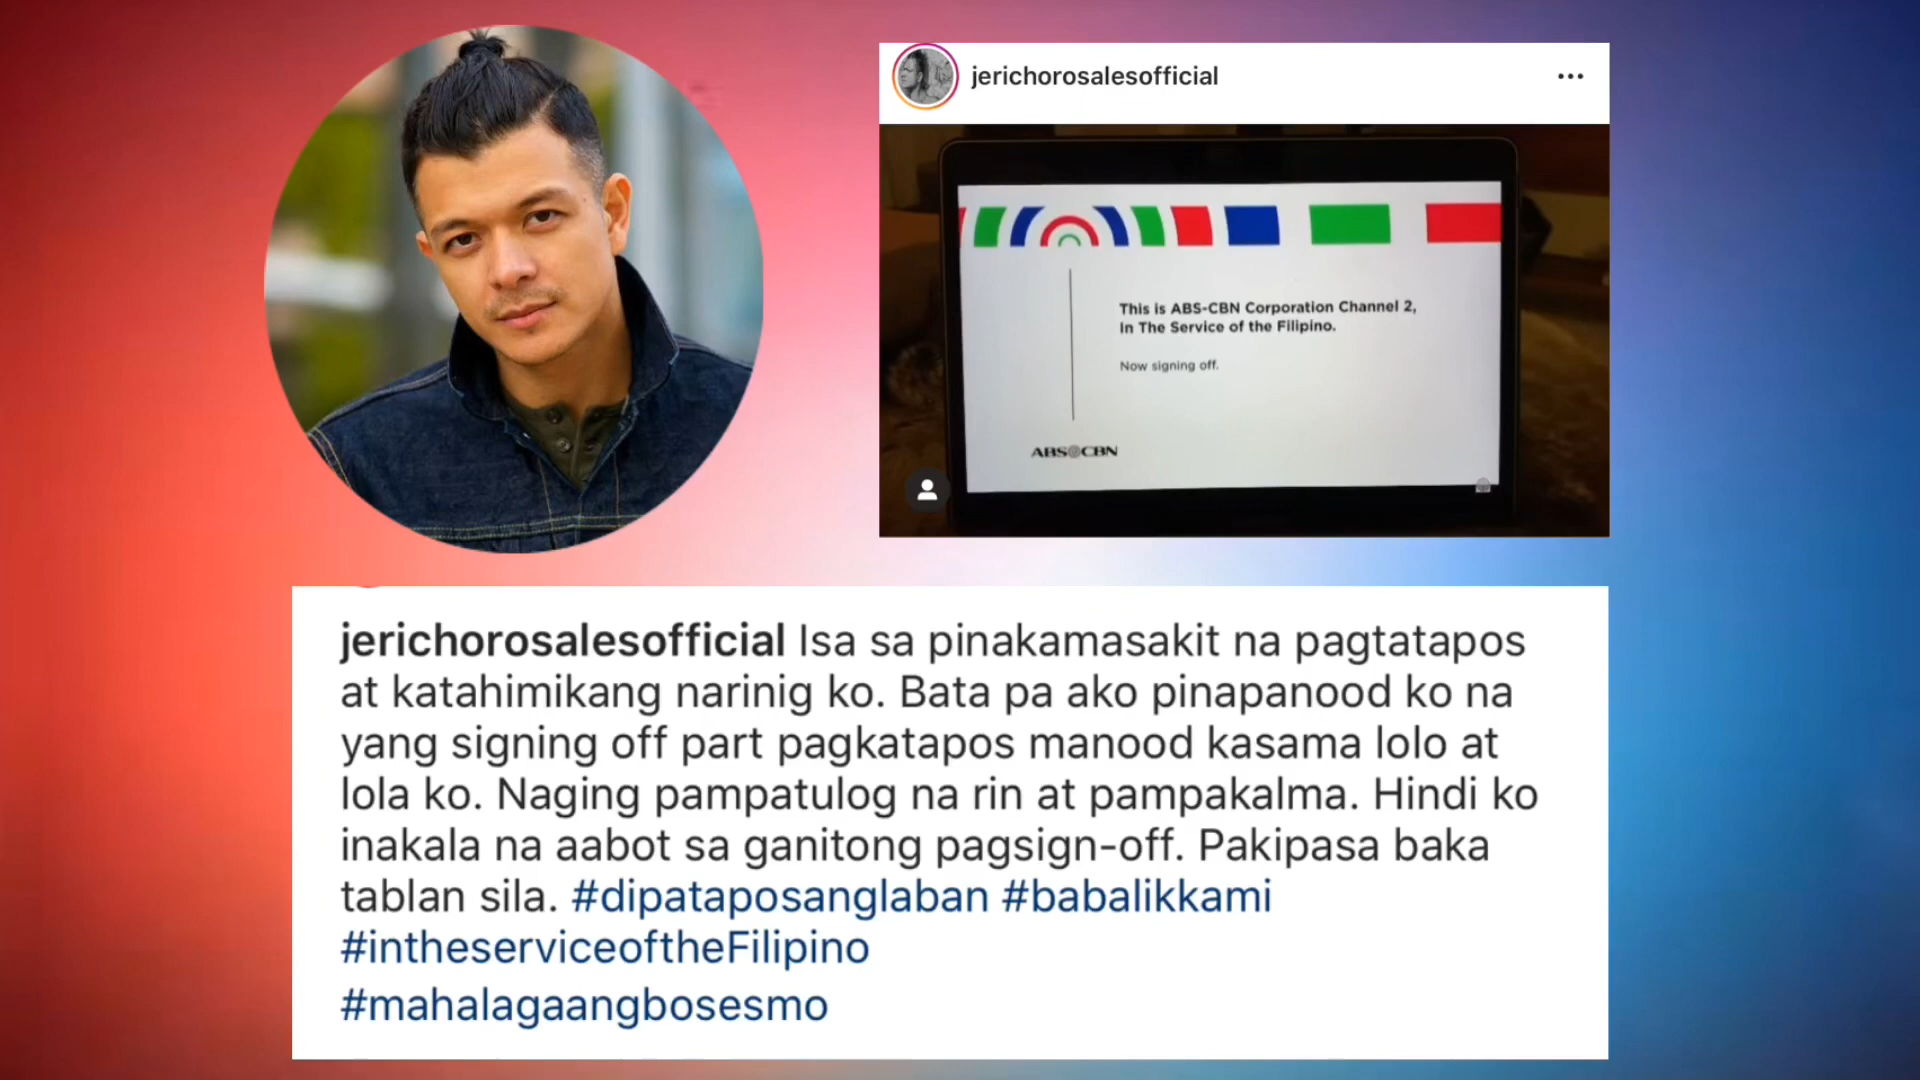 jerichorosalesofficial
This is ABS-CBN Corporation Channel 2,
In The Service of the Filipino.
Now signing off.
ABS@CBN
jerichorosalesofficial Isa sa pinakamasakit na pagtatapos
at katahimikang narinig ko. Bata pa ako pinapanood ko na
yang signing off part pagkatapos manood kasama lolo at
lola ko. Naging pampatulog na rin at pampakalma. Hindi ko
inakala na aabot sa ganitong pagsign-off. Pakipasa baka
tablan sila. #dipataposanglaban #babalikkami
#intheserviceoftheFilipino
#mahalagaangbosesmo